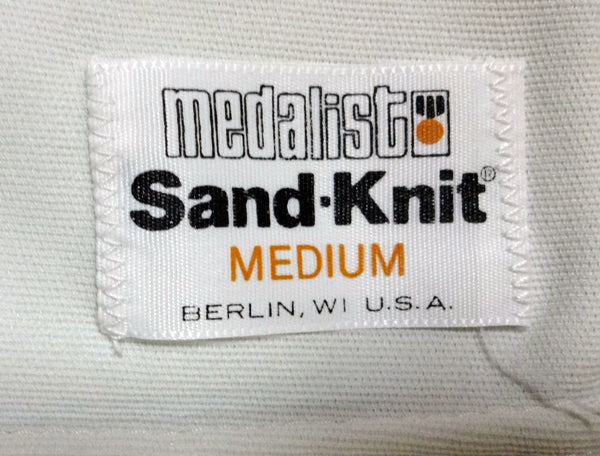 medalist
Sand·Knit®
MEDIUM
BERLIN, WI U.S.A.